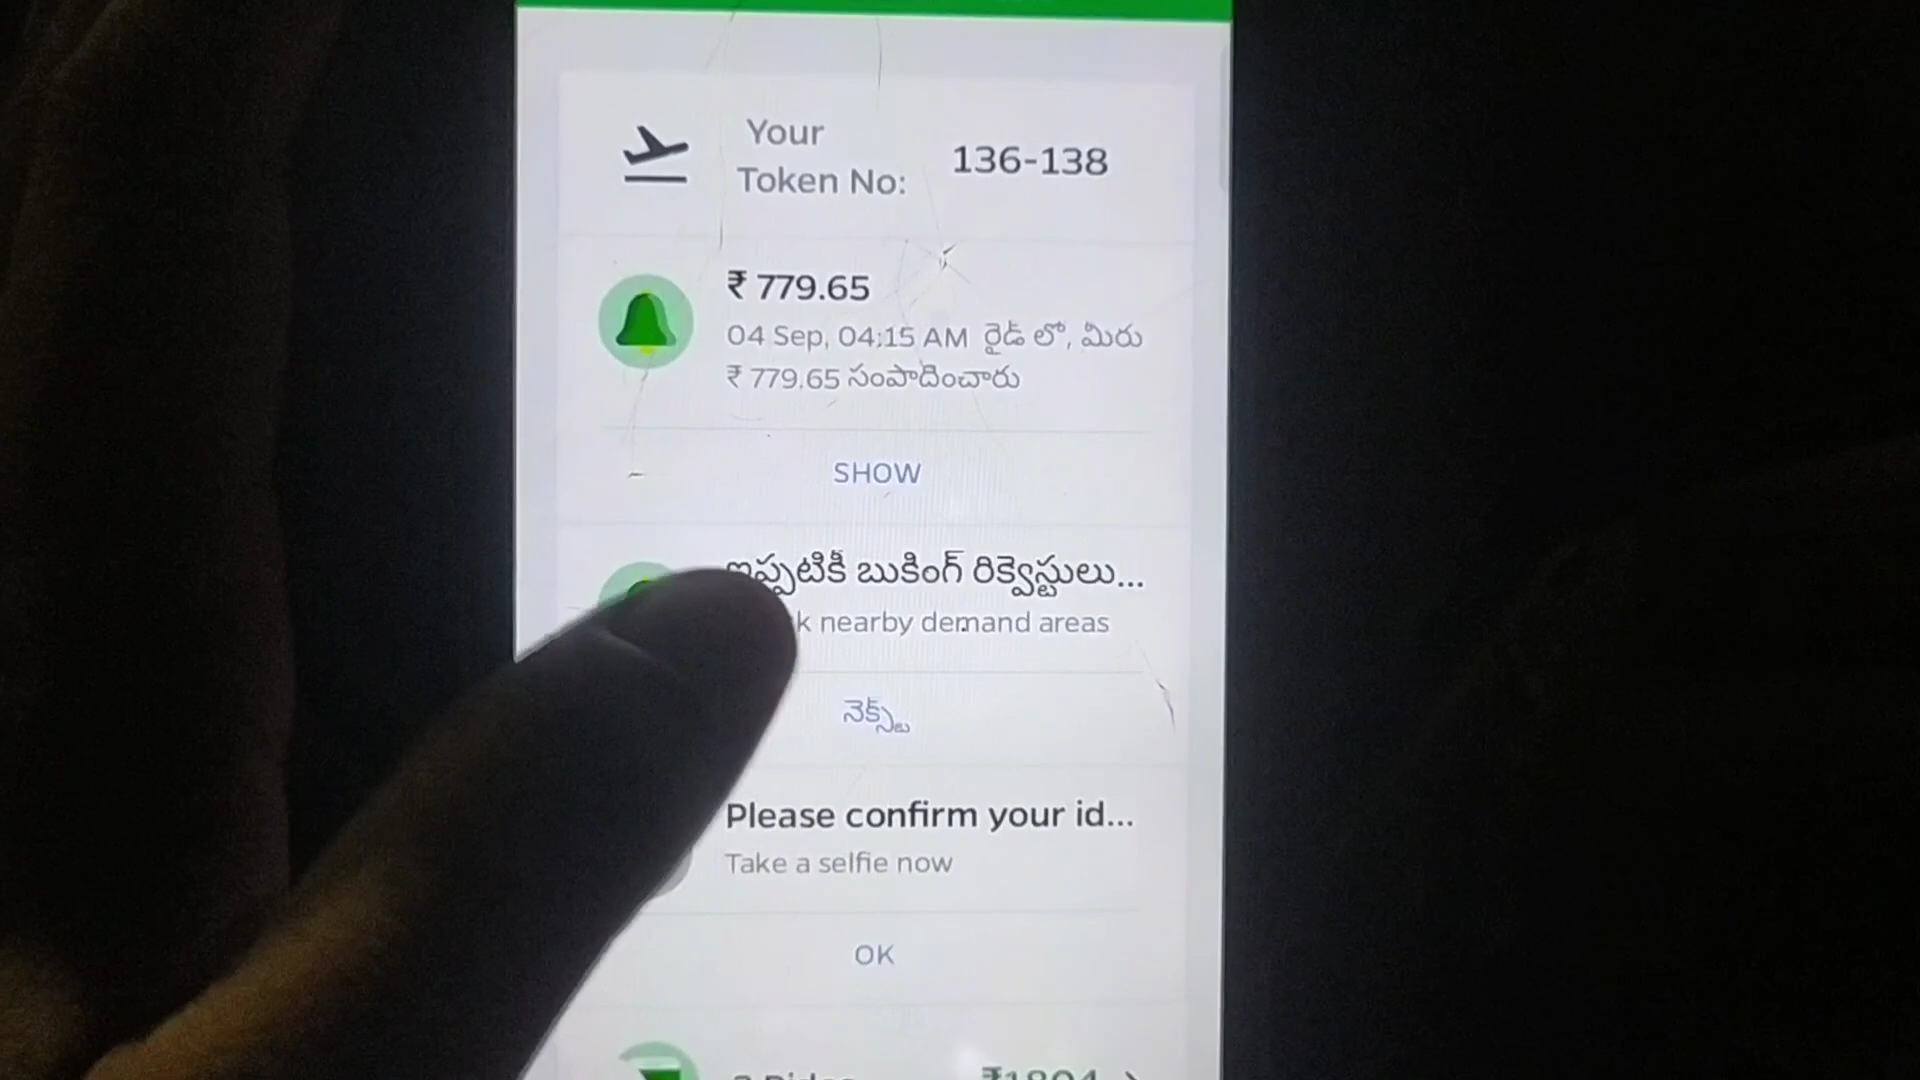 Your
Token No:
136-138
₹ 779.65
04 Sep, 04:15 AM రైడ్ లో, మీరు
₹ 779.65 సంపాదించారు
SHOW
ఇప్పటికీ బుకింగ్ రిక్వెస్టులు...
nearby demand areas
నెక్స్ట్
Please confirm your id...
Take a selfie now
OK